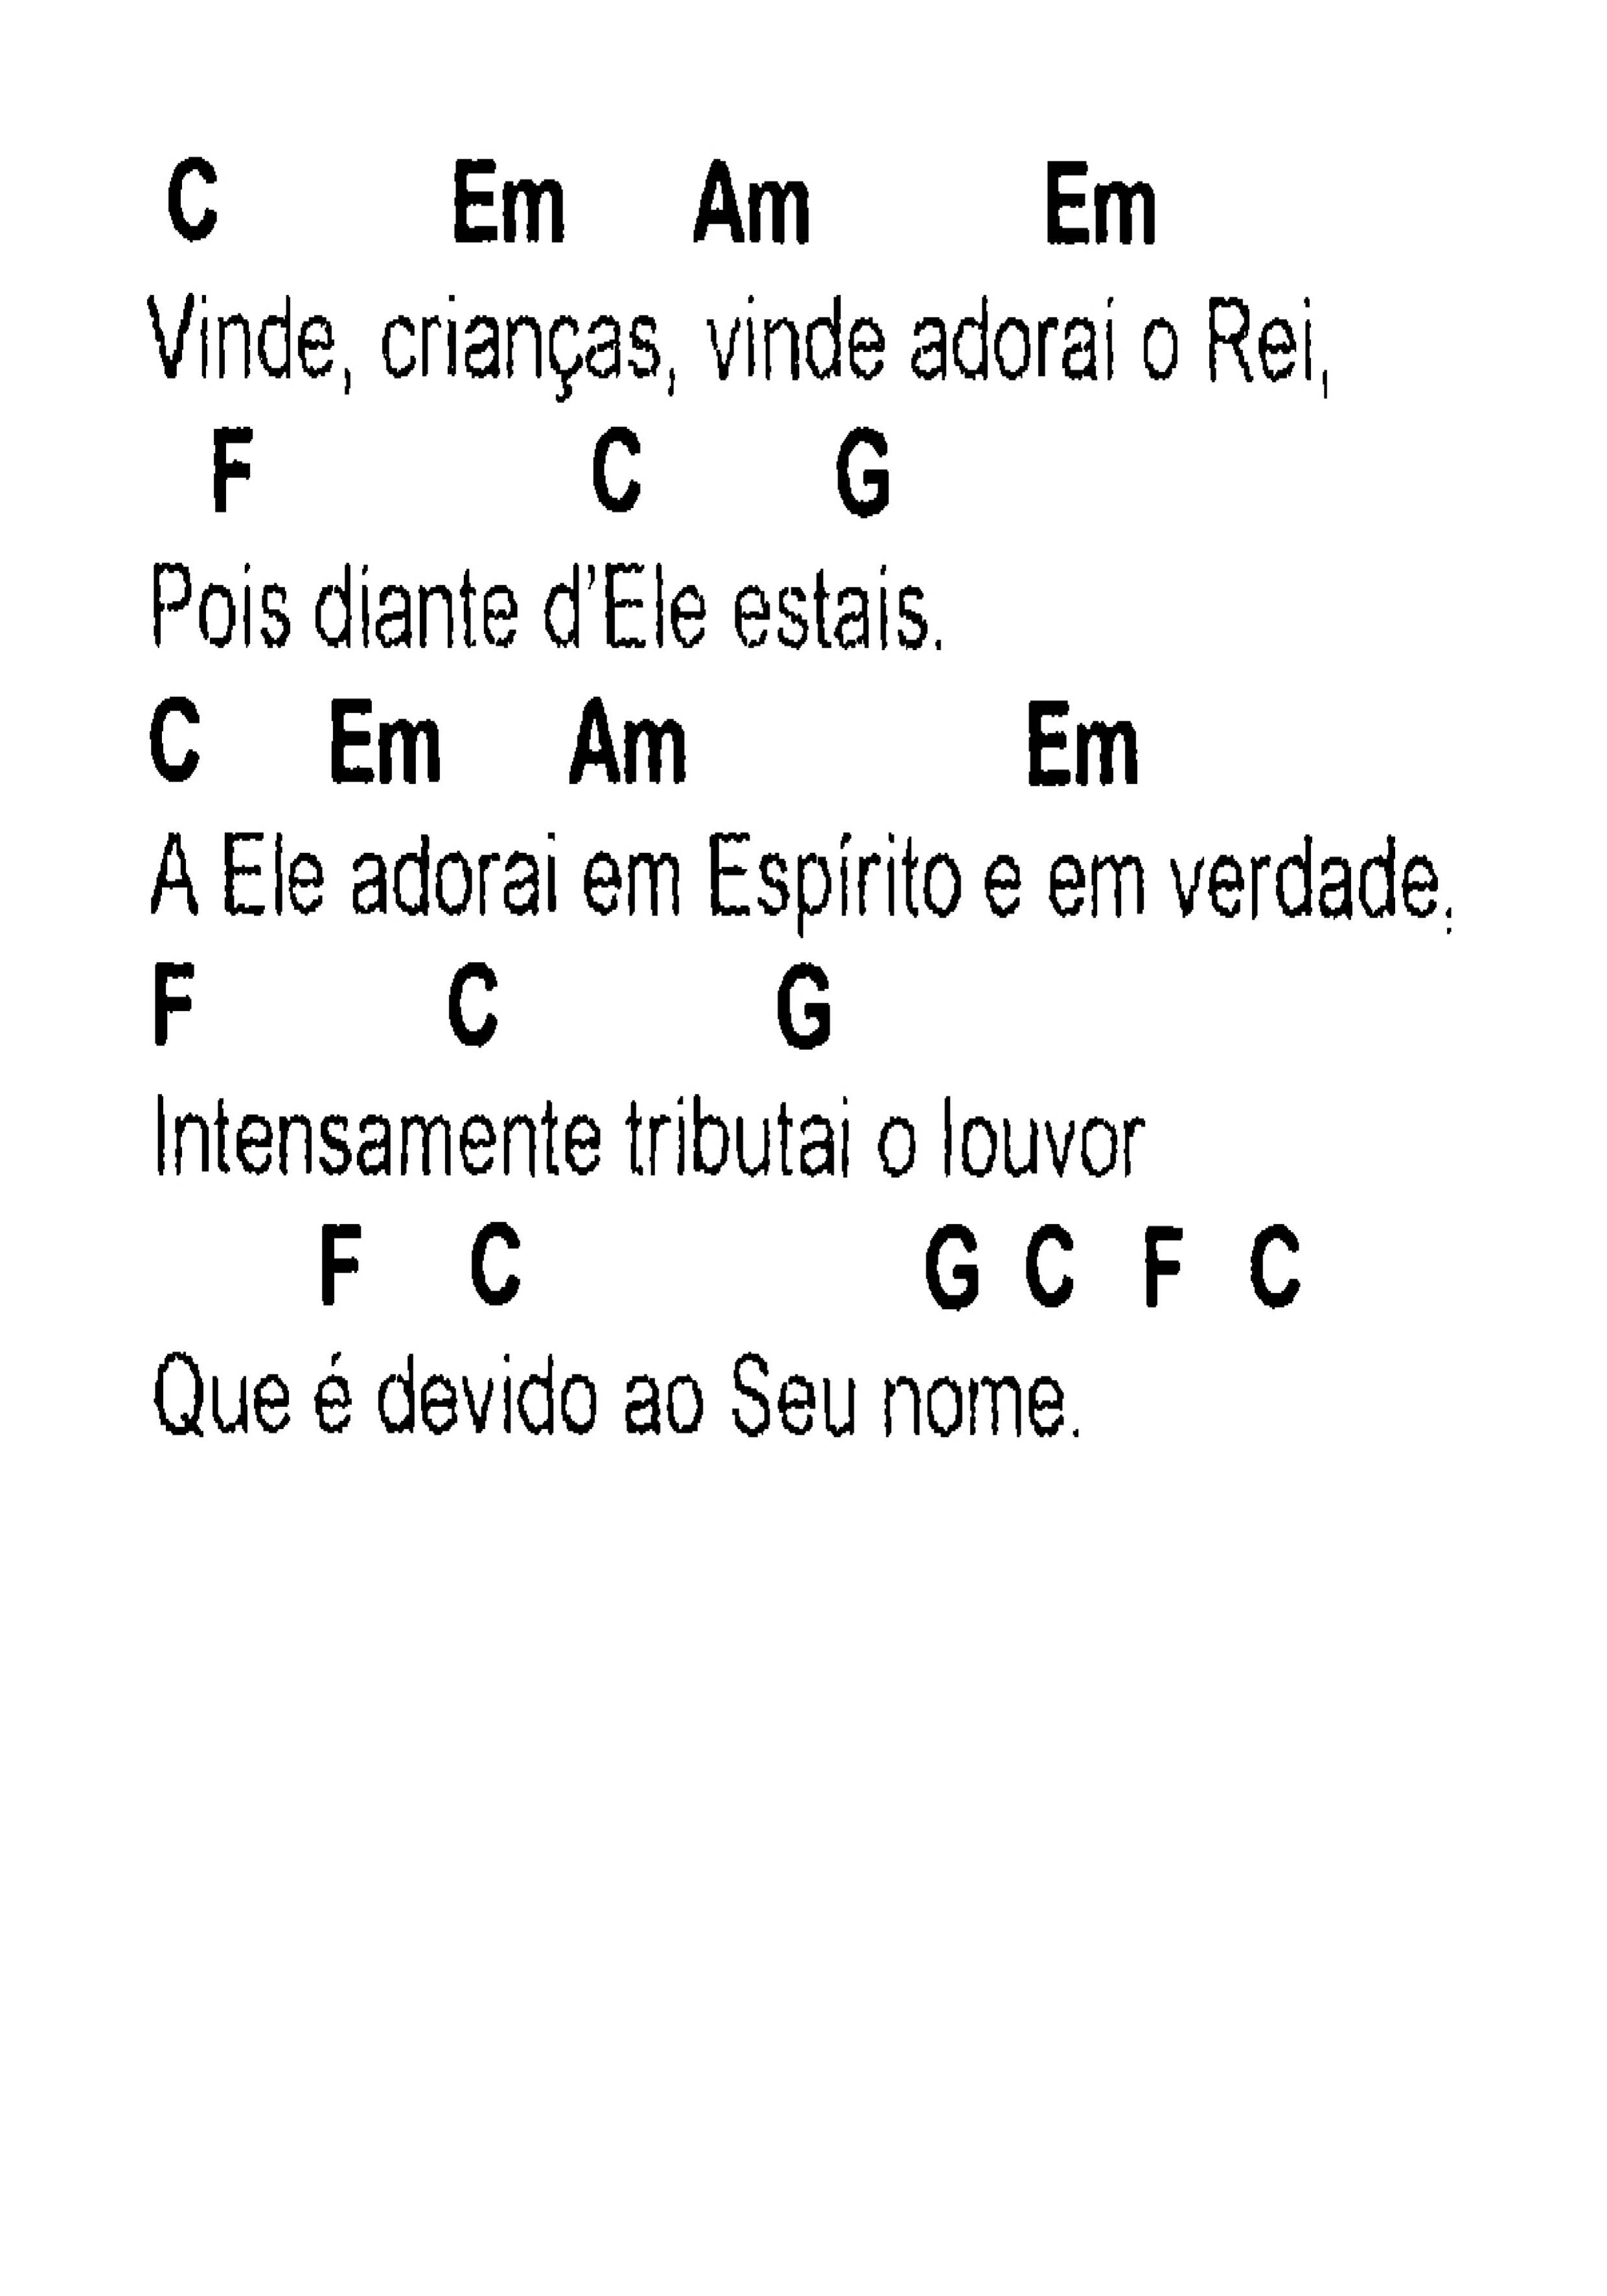 C Em Am Em
Vinde, crianças, vinde adorai o Rei,
F C G
Pois diante d'Ele estais.
C Em Am Em
A Ele adorai em Espírito e em verdade;
F C G
Intensamente tributai o louvor
F C G C F C
Que é devido ao Seu nome.